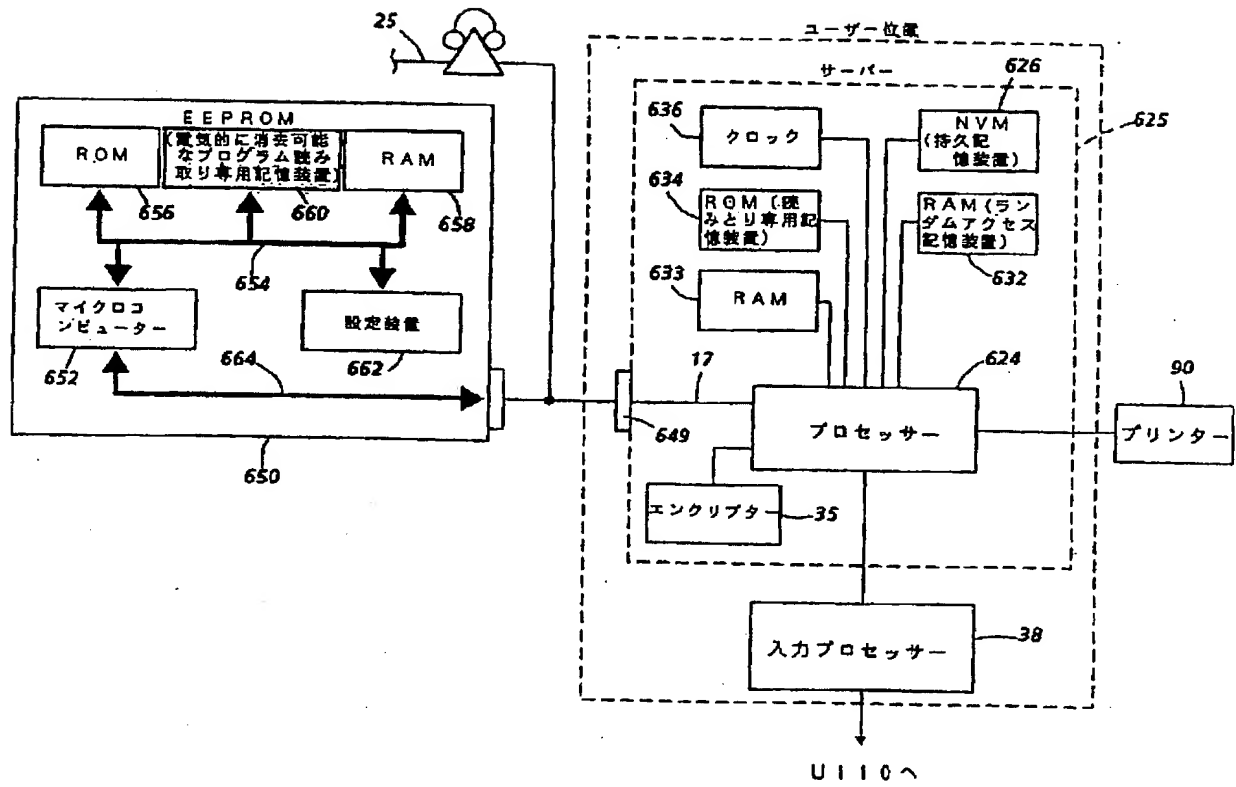 25
ユーザー位置
サーバー
EEPROM
ROM
(電気的に消去可能
なプログラム読み
取り専用記憶装置)
RAM
656
660
658
654
マイクロコ
ンピューター
652
設定装置
662
664
650
636
クロック
626
NVM
(持久記
憶装置)
625
634
ROM(読
みとり専用記
憶装置)
RAM(ラン
ダムアクセス
記憶装置)
632
633
RAM
17
624
649
プロセッサー
90
プリンター
エンクリプター
35
入力プロセッサー
38
UI10へ